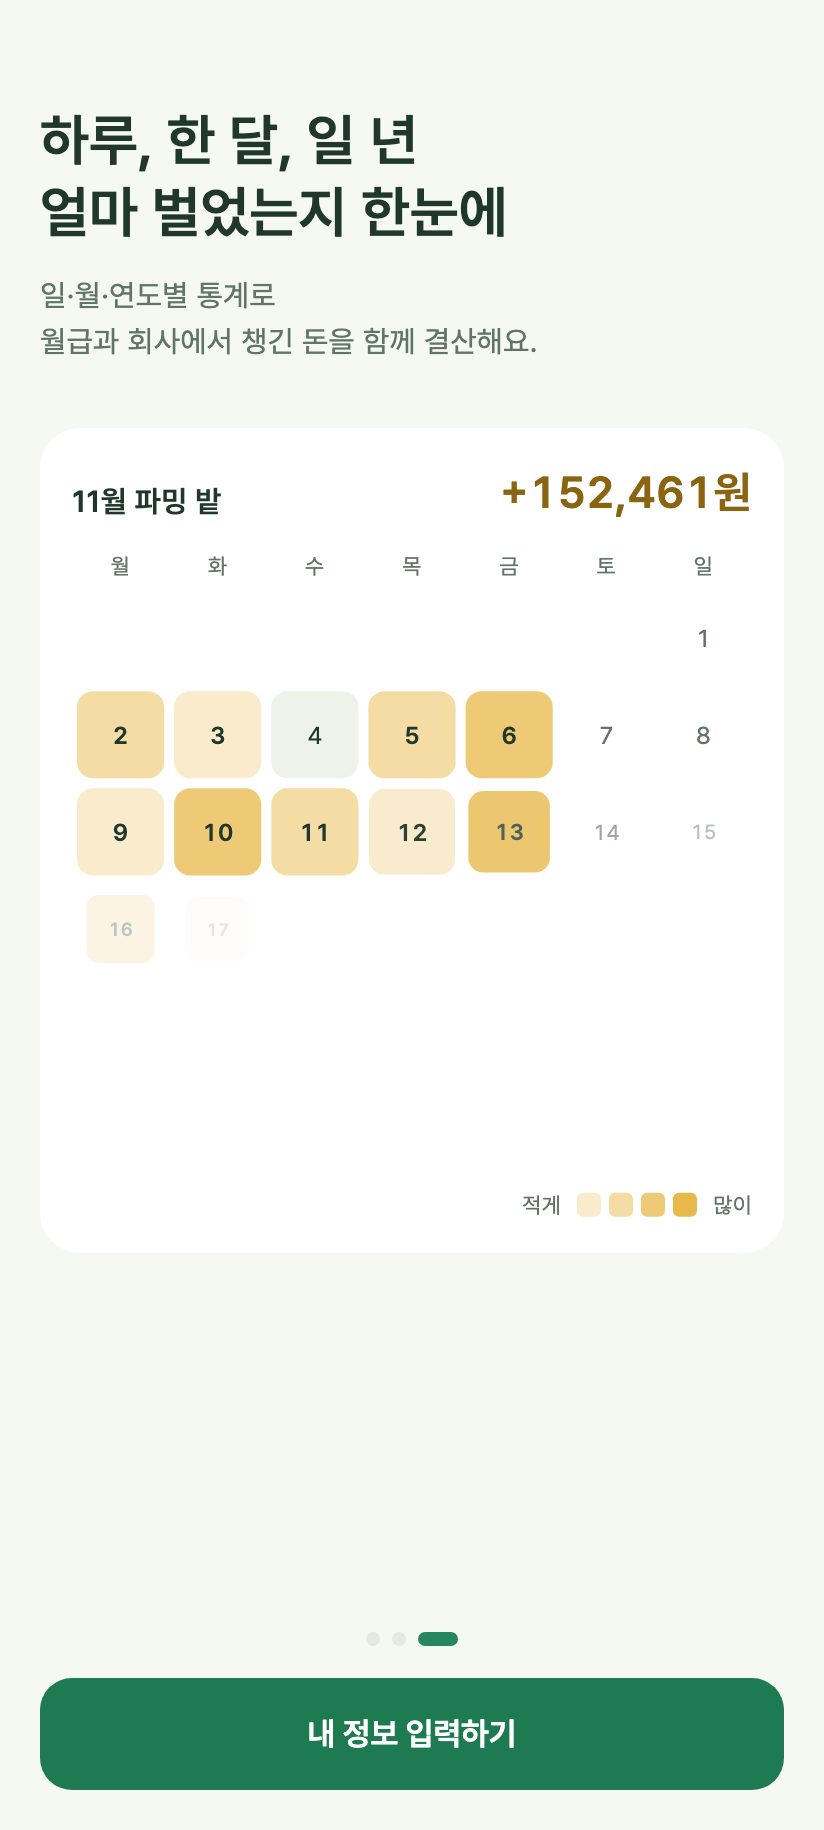 하루, 한 달, 일 년
얼마 벌었는지 한눈에
일·월·연도별 통계로
월급과 회사에서 챙긴 돈을 함께 결산해요.
11월 파밍 밭
+152,461원
월 화 수 목 금 토 일
1
2 3 4 5 6 7 8
9 10 11 12 13 14 15
16 17
적게 많이
내 정보 입력하기